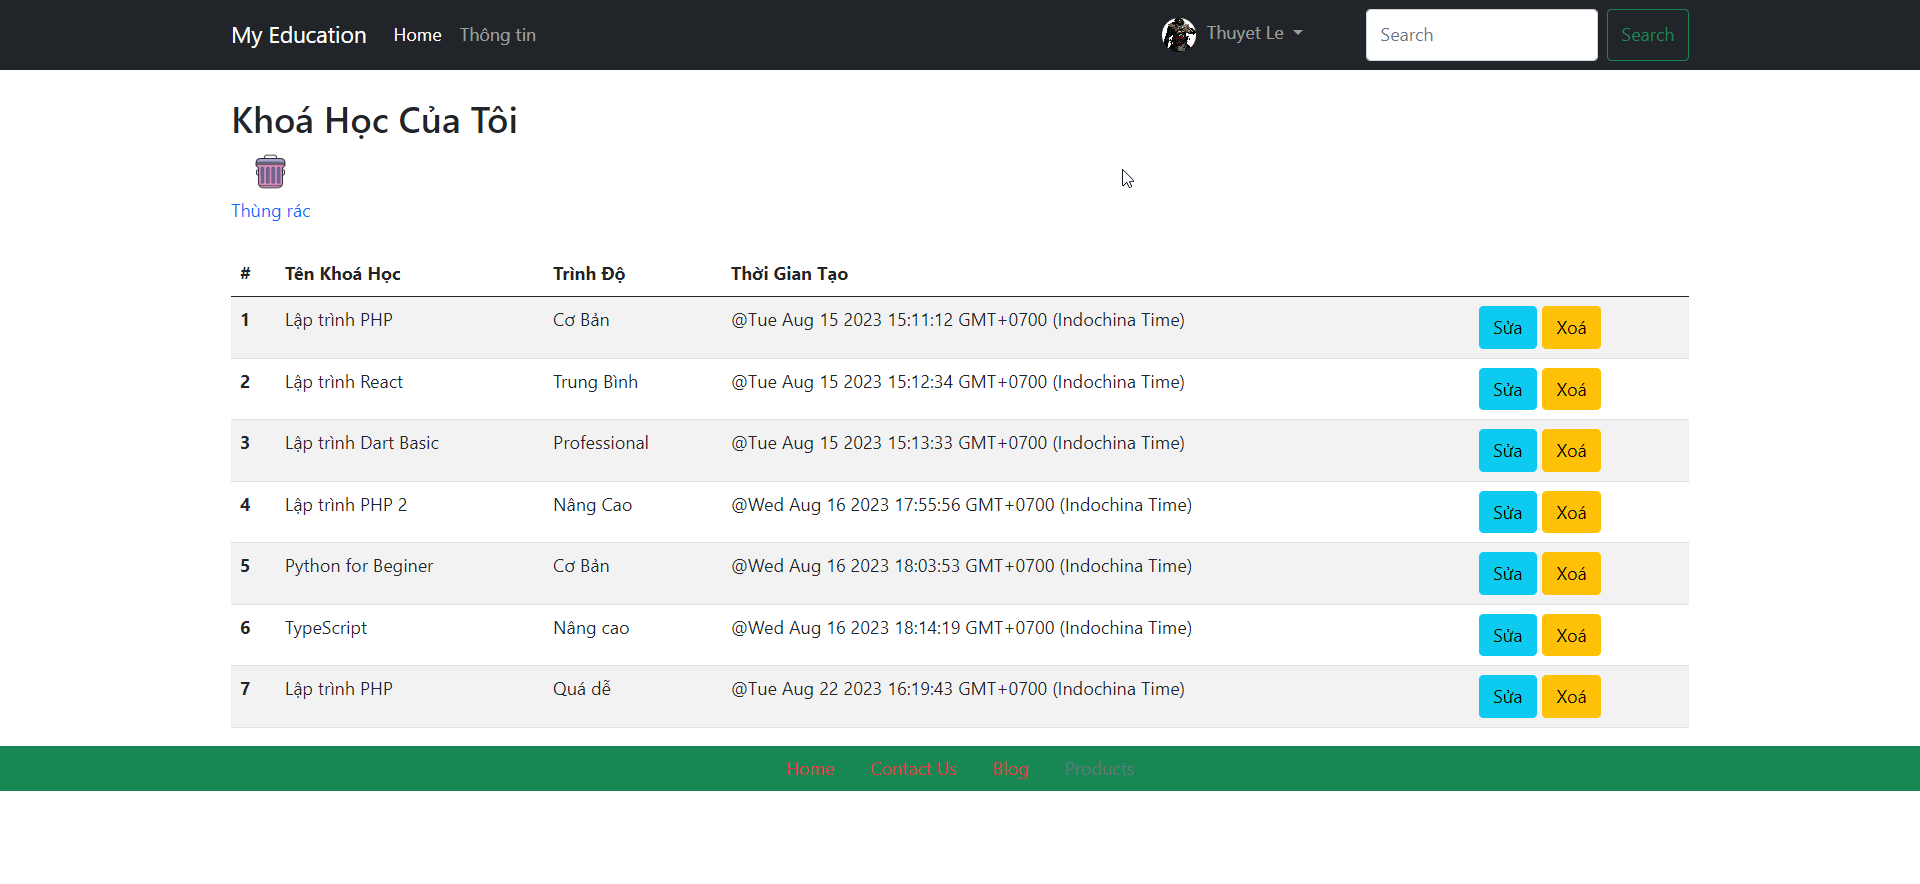 My Education Home Thông tin Thuyet Le Search Search
Khoá Học Của Tôi
Thùng rác
# Tên Khoá Học Trình Độ Thời Gian Tạo
1 Lập trình PHP Cơ Bản @Tue Aug 15 2023 15:11:12 GMT+0700 (Indochina Time) Sửa Xoá
2 Lập trình React Trung Bình @Tue Aug 15 2023 15:12:34 GMT+0700 (Indochina Time) Sửa Xoá
3 Lập trình Dart Basic Professional @Tue Aug 15 2023 15:13:33 GMT+0700 (Indochina Time) Sửa Xoá
4 Lập trình PHP 2 Nâng Cao @Wed Aug 16 2023 17:55:56 GMT+0700 (Indochina Time) Sửa Xoá
5 Python for Beginer Cơ Bản @Wed Aug 16 2023 18:03:53 GMT+0700 (Indochina Time) Sửa Xoá
6 TypeScript Nâng cao @Wed Aug 16 2023 18:14:19 GMT+0700 (Indochina Time) Sửa Xoá
7 Lập trình PHP Quá dễ @Tue Aug 22 2023 16:19:43 GMT+0700 (Indochina Time) Sửa Xoá
Home Contact Us Blog Products